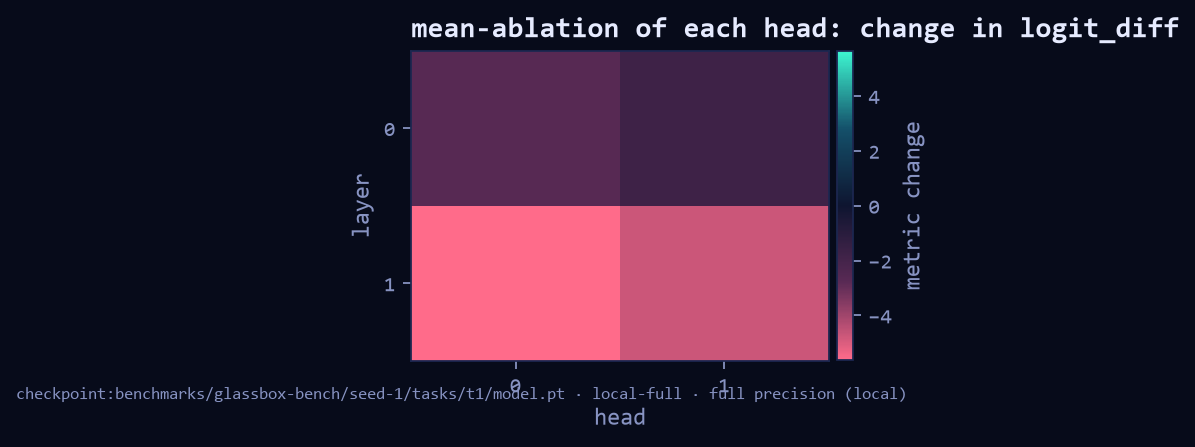 mean-ablation of each head: change in logit_diff
layer
0
1
0
1
head
4
2
0
−2
−4
metric change
checkpoint:benchmarks/glassbox-bench/seed-1/tasks/t1/model.pt · local-full · full precision (local)